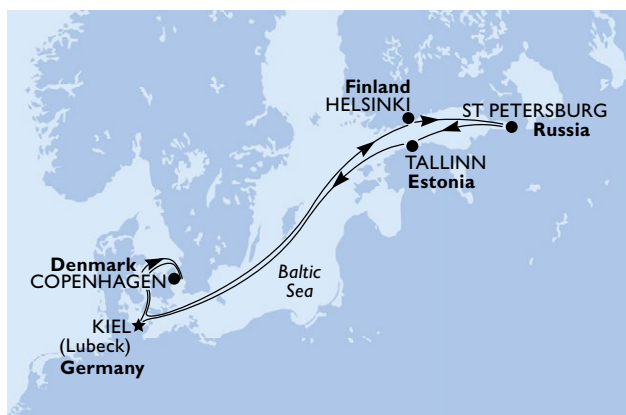 Finland
HELSINKI
ST PETERSBURG
Russia
TALLINN
Estonia
Denmark
COPENHAGEN
Baltic
Sea
KIEL
(Lubeck)
Germany